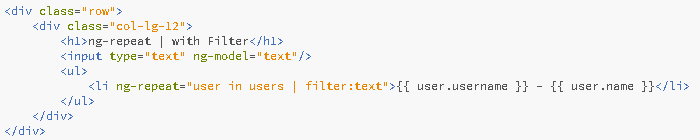 <div class="row">
    <div class="col-lg-12">
        <h1>ng-repeat | with Filter</h1>
        <input type="text" ng-model="text"/>
        <ul>
            <li ng-repeat="user in users | filter:text">{{ user.username }} - {{ user.name }}</li>
        </ul>
    </div>
</div>